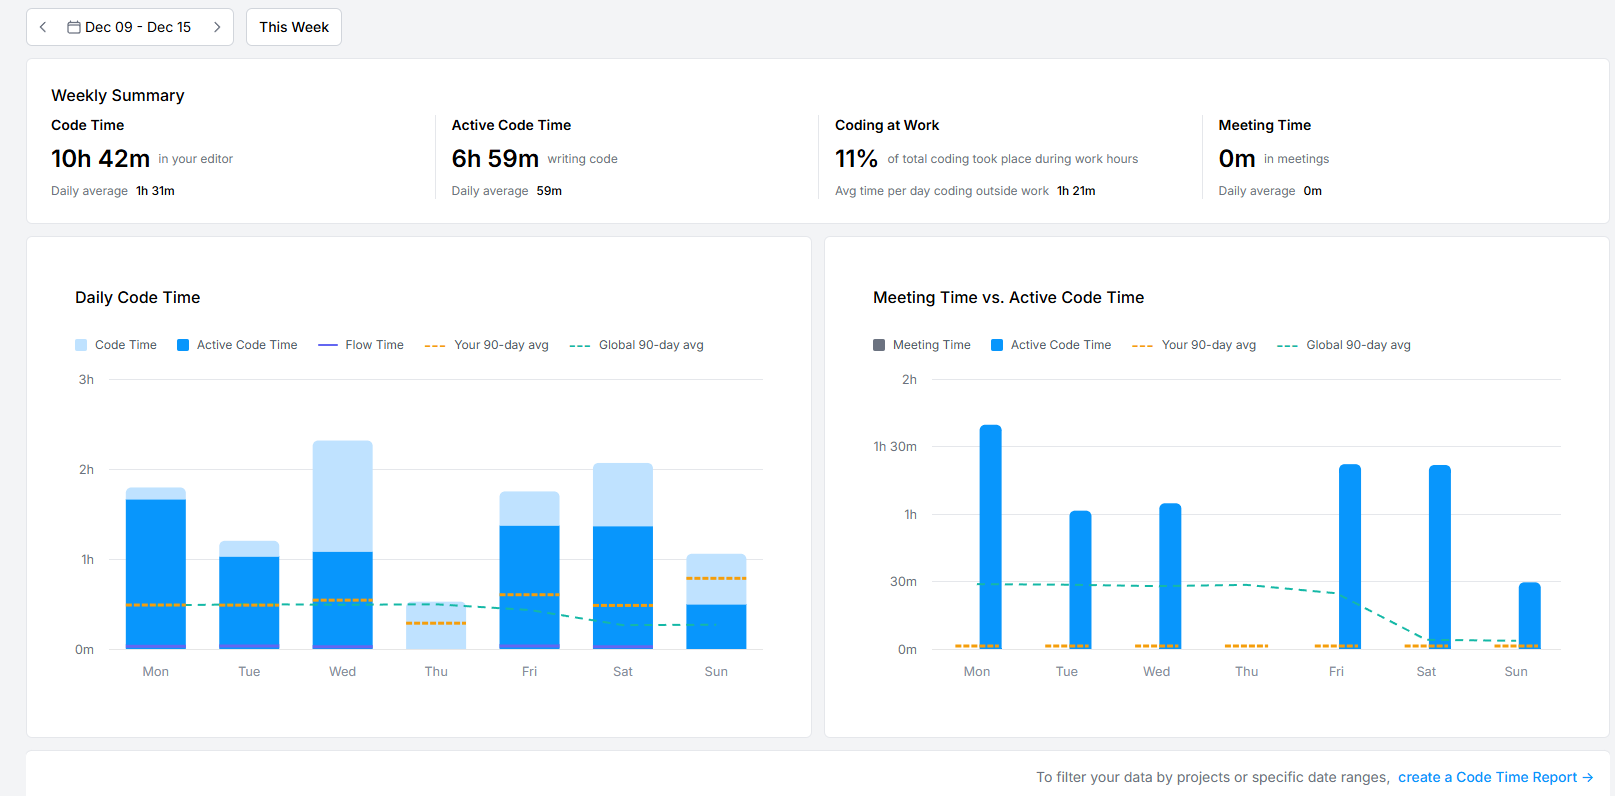 Dec 09 - Dec 15
This Week
Weekly Summary
Code Time
10h 42m in your editor
Daily average 1h 31m
Active Code Time
6h 59m writing code
Daily average 59m
Coding at Work
11% of total coding took place during work hours
Avg time per day coding outside work 1h 21m
Meeting Time
0m in meetings
Daily average 0m
Daily Code Time
Code Time Active Code Time Flow Time Your 90-day avg Global 90-day avg
3h
2h
1h
0m
Mon Tue Wed Thu Fri Sat Sun
Meeting Time vs. Active Code Time
Meeting Time Active Code Time Your 90-day avg Global 90-day avg
2h
1h 30m
1h
30m
0m
Mon Tue Wed Thu Fri Sat Sun
To filter your data by projects or specific date ranges, create a Code Time Report →